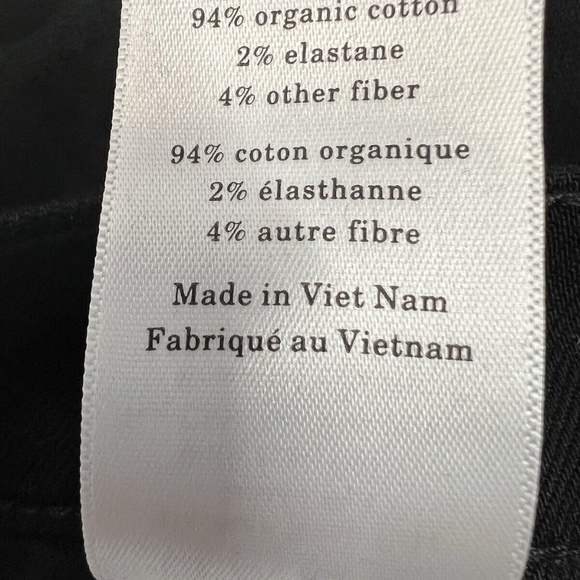 94% organic cotton
2% elastane
4% other fiber
94% coton organique
2% élasthanne
4% autre fibre
Made in Viet Nam
Fabriqué au Vietnam